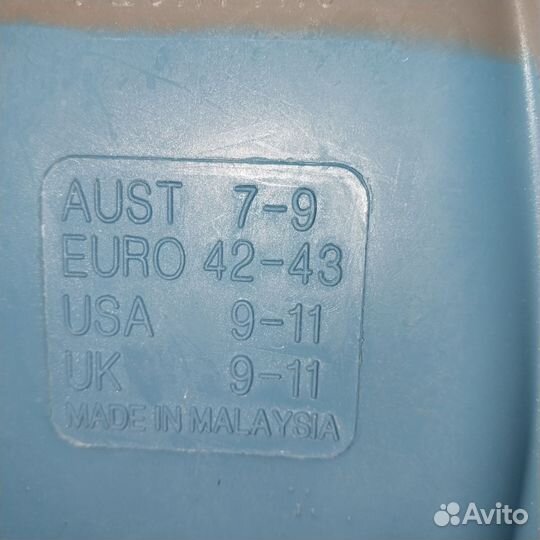 AUST 7-9
EURO 42-43
USA 9-11
UK 9-11
MADE IN MALAYSIA
Avito